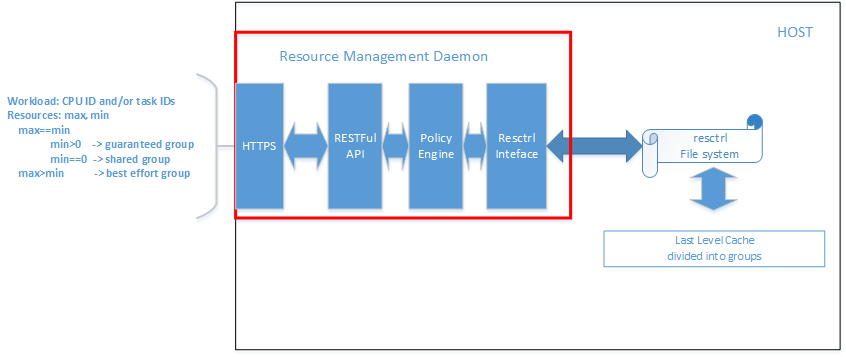 HOST
Resource Management Daemon
Workload: CPU ID and/or task IDs
Resources: max, min
max==min
min>0 -> guaranteed group
min==0 -> shared group
max>min -> best effort group
HTTPS
RESTFul
API
Policy
Engine
Resctrl
Inteface
resctrl
File system
Last Level Cache
divided into groups